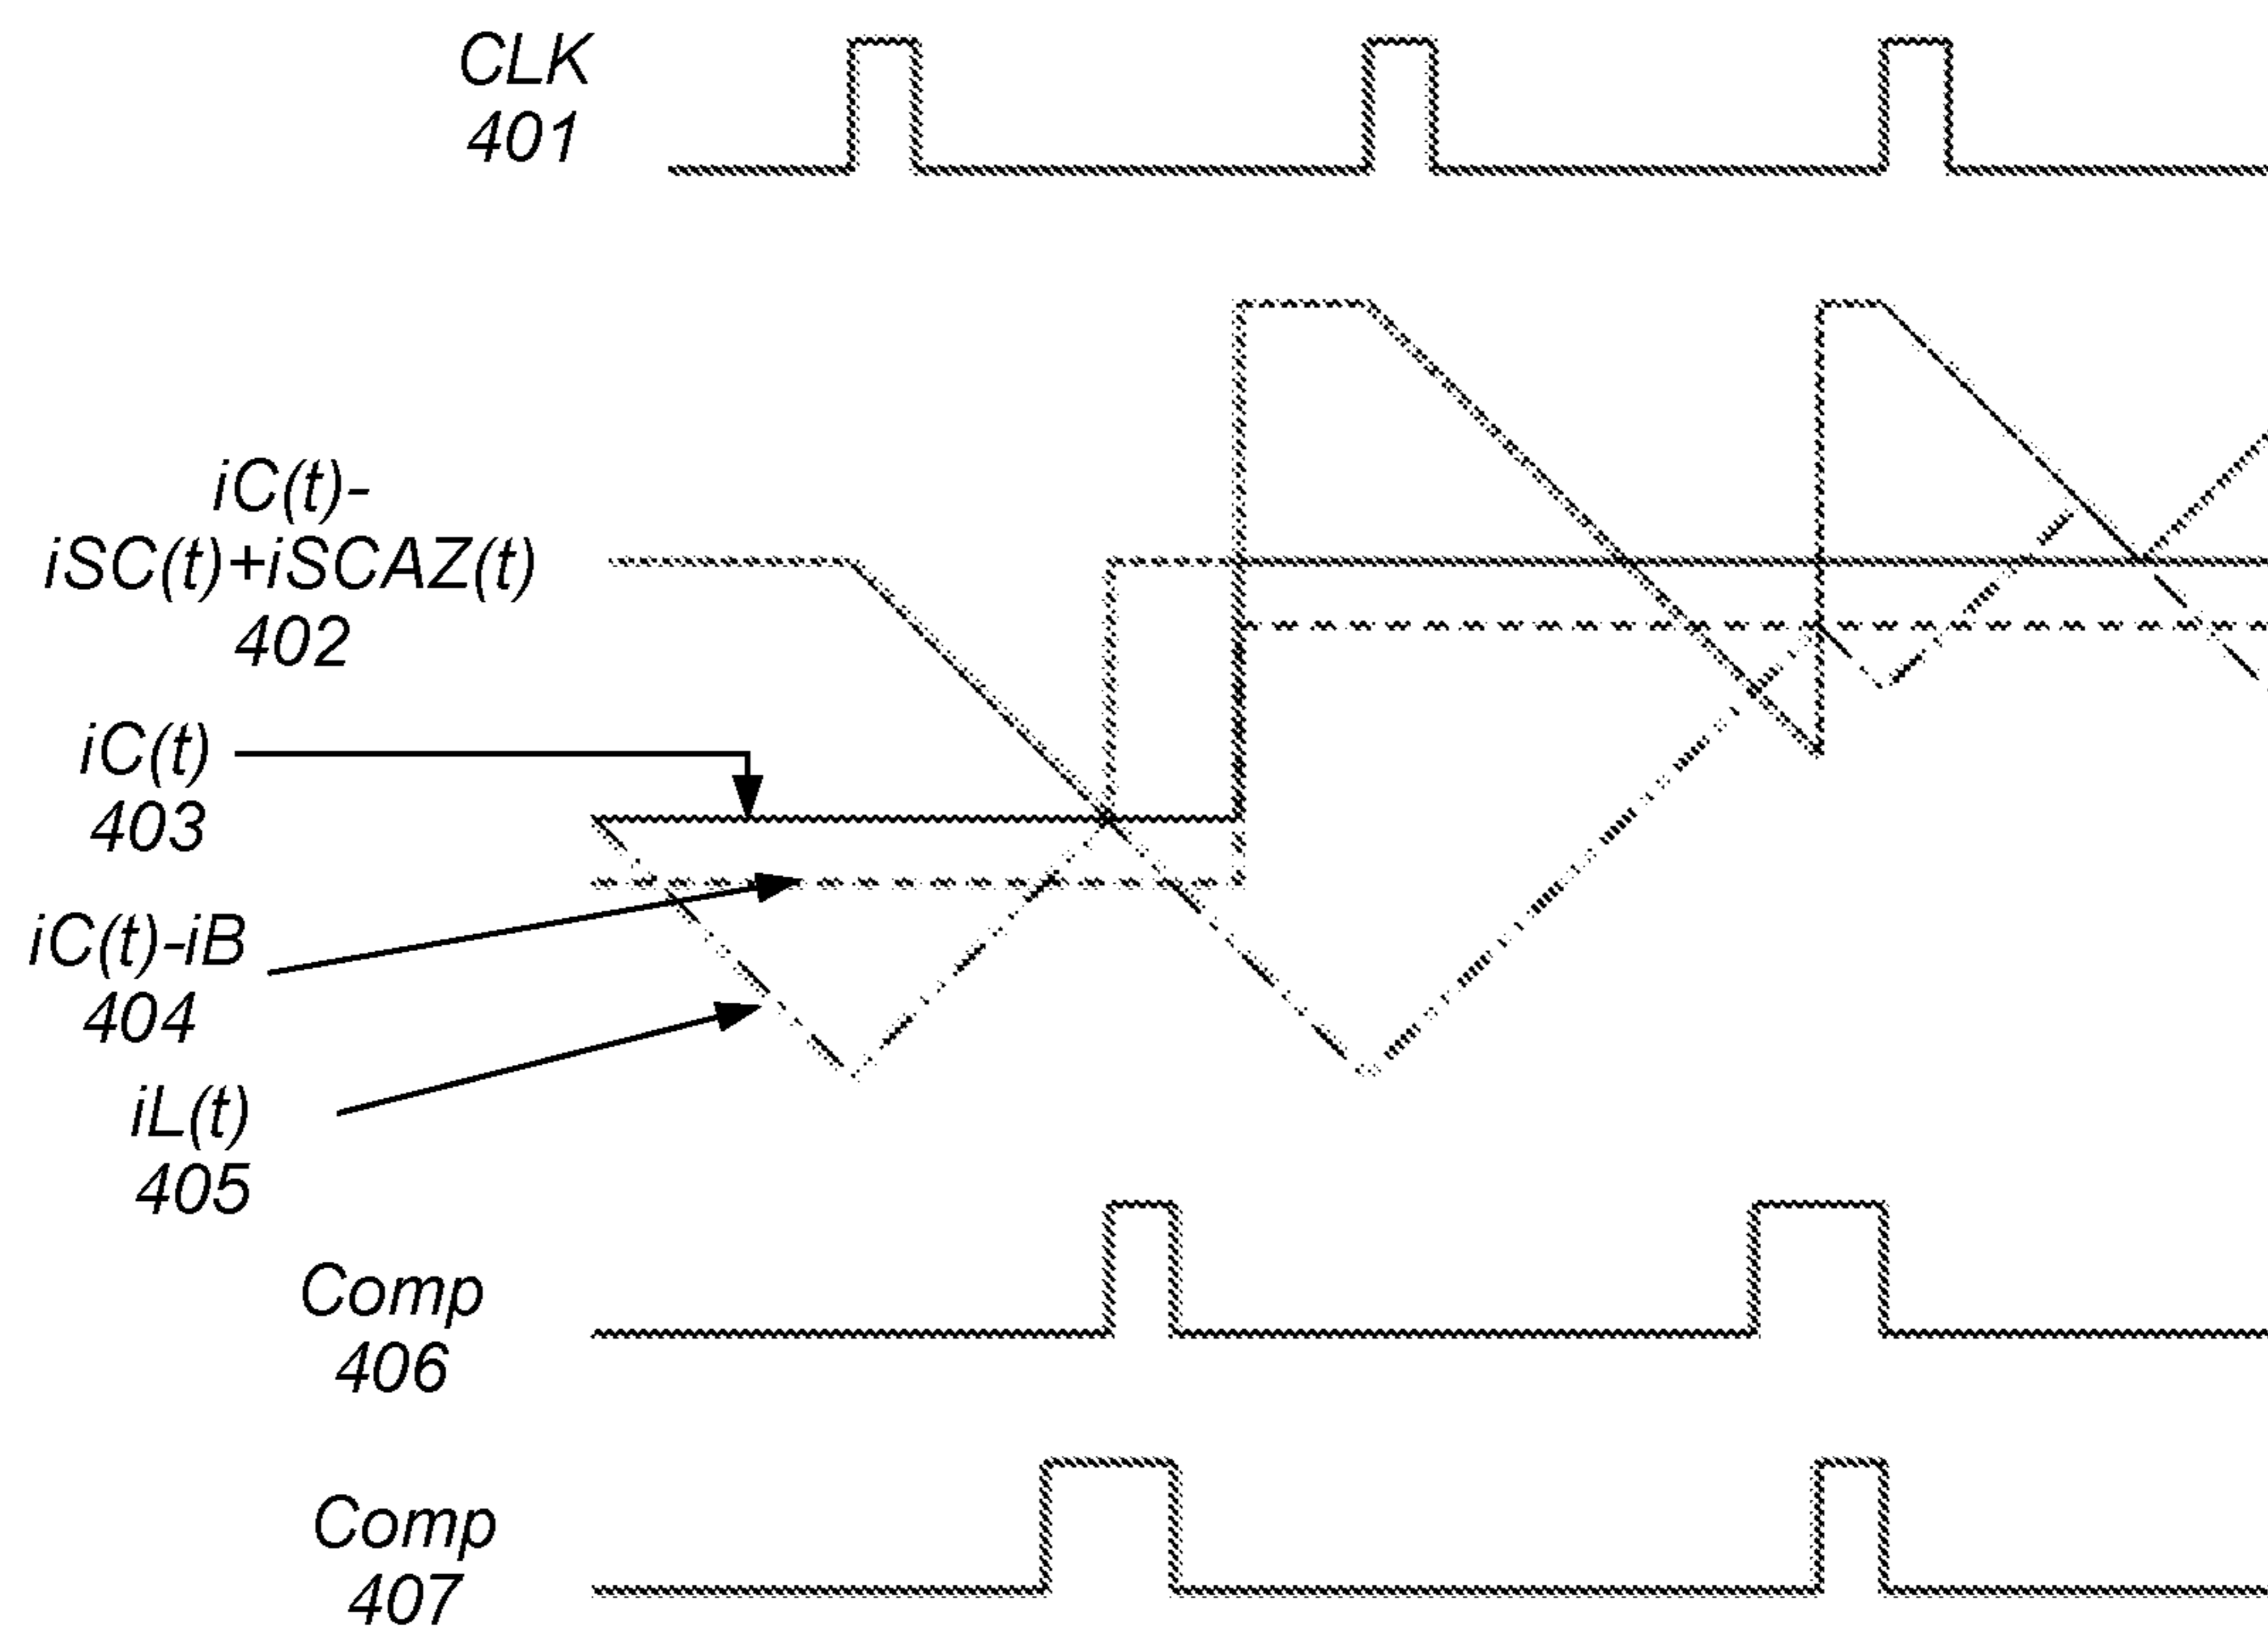 CLK
401
iC(t)-
iSC(t)+iSCAZ(t)
402
iC(t)
403
iC(t)-iB
404
iL(t)
405
Comp
406
Comp
407